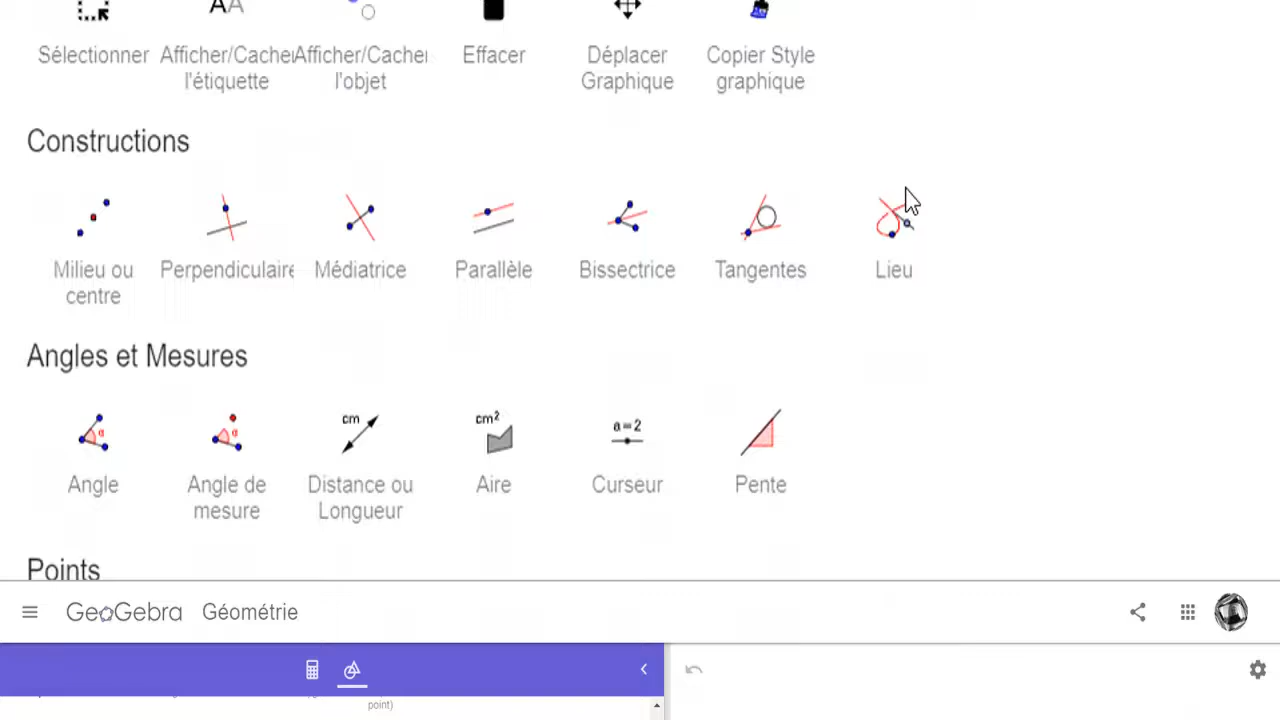 AA
Sélectionner Afficher/Cacher l'étiquette Afficher/Cacher l'objet Effacer Déplacer Graphique Copier Style graphique
Constructions
Milieu ou centre Perpendiculaire Médiatrice Parallèle Bissectrice Tangentes Lieu
Angles et Mesures
α α cm cm² a=2
Angle Angle de mesure Distance ou Longueur Aire Curseur Pente
Points
GeoGebra Géométrie
point)